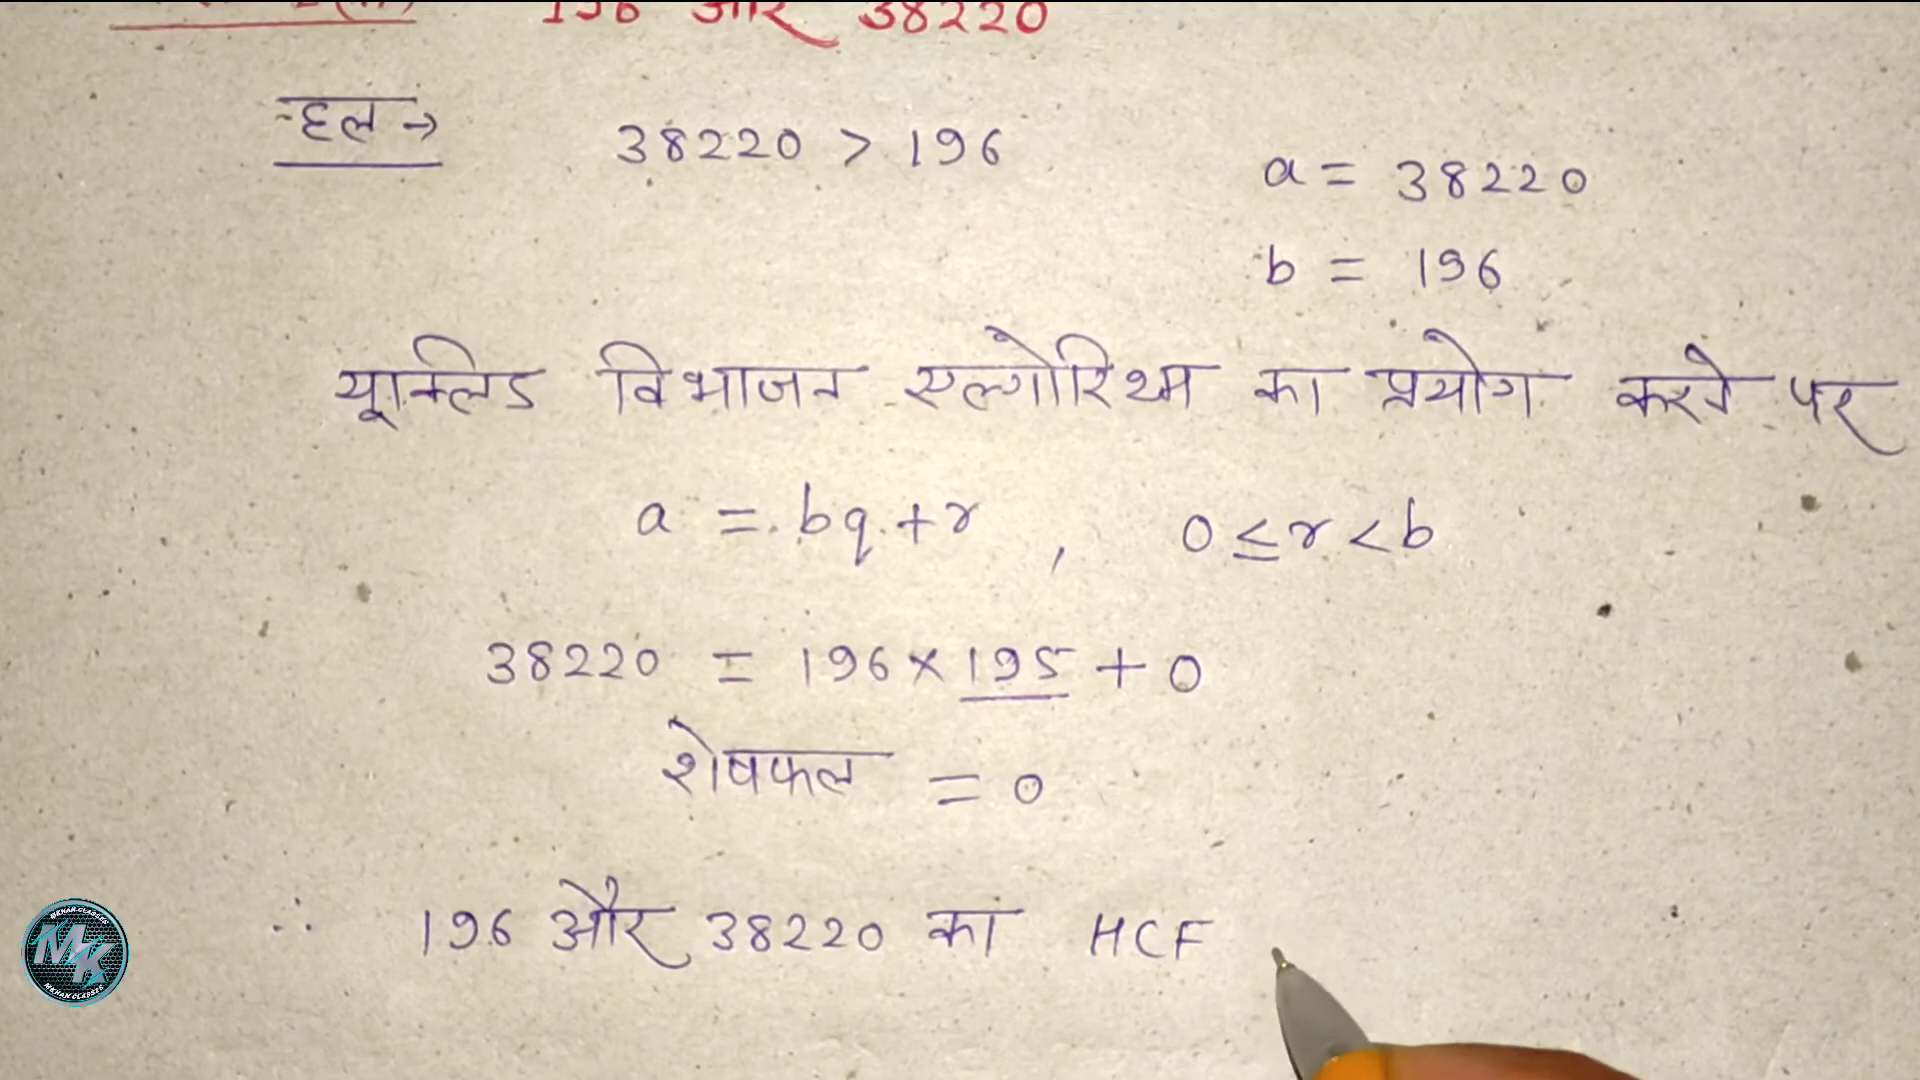 196 और 38220
हल →
38220 > 196
a = 38220
b = 196
यूक्लिड विभाजन एल्गोरिथ्म का प्रयोग करने पर
a = bq + r , 0 ≤ r < b
38220 = 196 × 195 + 0
शेषफल = 0
∴ 196 और 38220 का HCF
MK